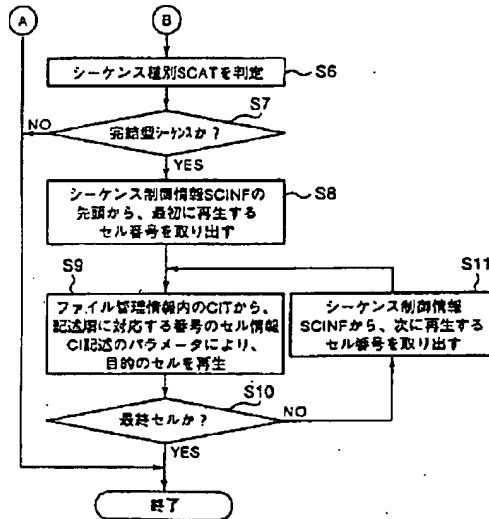 A
B
シーケンス種別SCATを判定
S6
S7
完結型シーケンスか?
NO
YES
シーケンス制御情報SCINFの
先頭から、最初に再生する
セル番号を取り出す
S8
S9
ファイル管理情報内のCITから、
記述順に対応する番号のセル情報
CI記述のパラメータにより、
目的のセルを再生
S11
シーケンス制御情報
SCINFから、次に再生する
セル番号を取り出す
S10
最終セルか?
NO
YES
終了